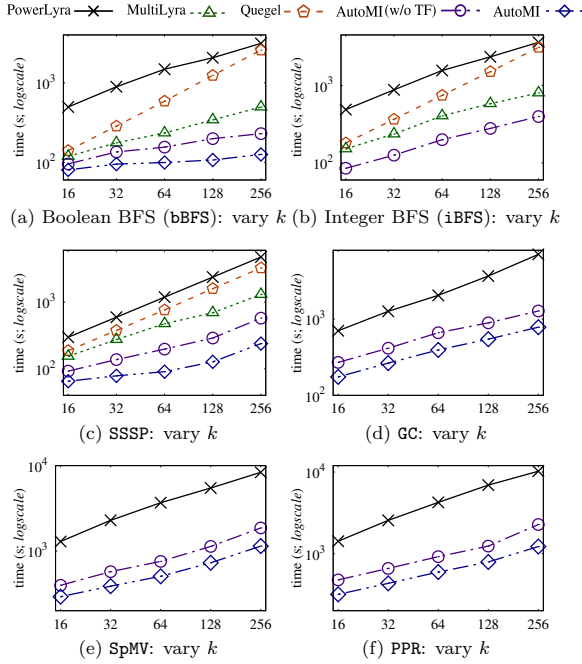 PowerLyra MultiLyra Quegel AutoMI (w/o TF) AutoMI
time (s; logscale)
10^3
10^2
16 32 64 128 256
(a) Boolean BFS (bBFS): vary k
time (s; logscale)
10^3
10^2
16 32 64 128 256
(b) Integer BFS (iBFS): vary k
time (s; logscale)
10^3
10^2
16 32 64 128 256
(c) SSSP: vary k
time (s; logscale)
10^3
10^2
16 32 64 128 256
(d) GC: vary k
time (s; logscale)
10^4
10^3
16 32 64 128 256
(e) SpMV: vary k
time (s; logscale)
10^4
10^3
16 32 64 128 256
(f) PPR: vary k